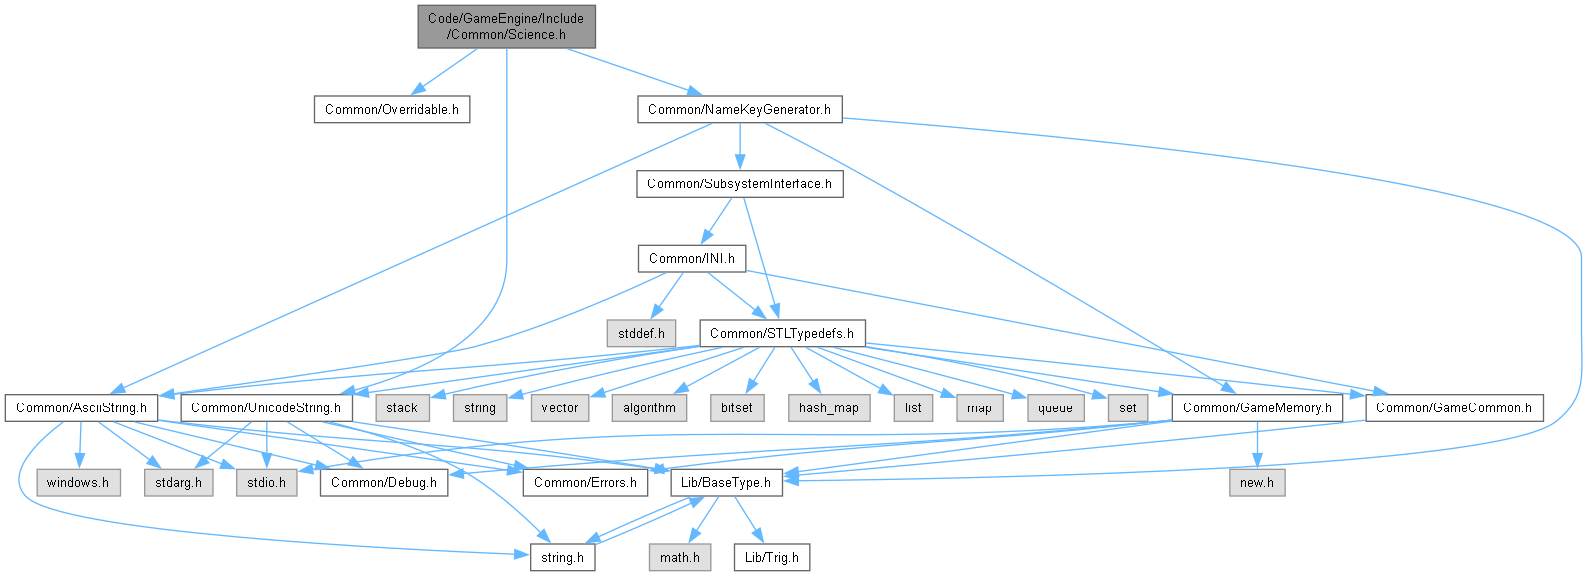 Code/GameEngine/Include
/Common/Science.h
Common/Overridable.h
Common/NameKeyGenerator.h
Common/SubsystemInterface.h
Common/INI.h
stddef.h
Common/STLTypedefs.h
Common/AsciiString.h
Common/UnicodeString.h
stack
string
vector
algorithm
bitset
hash_map
list
map
queue
set
Common/GameMemory.h
Common/GameCommon.h
windows.h
stdarg.h
stdio.h
Common/Debug.h
Common/Errors.h
Lib/BaseType.h
new.h
string.h
math.h
Lib/Trig.h